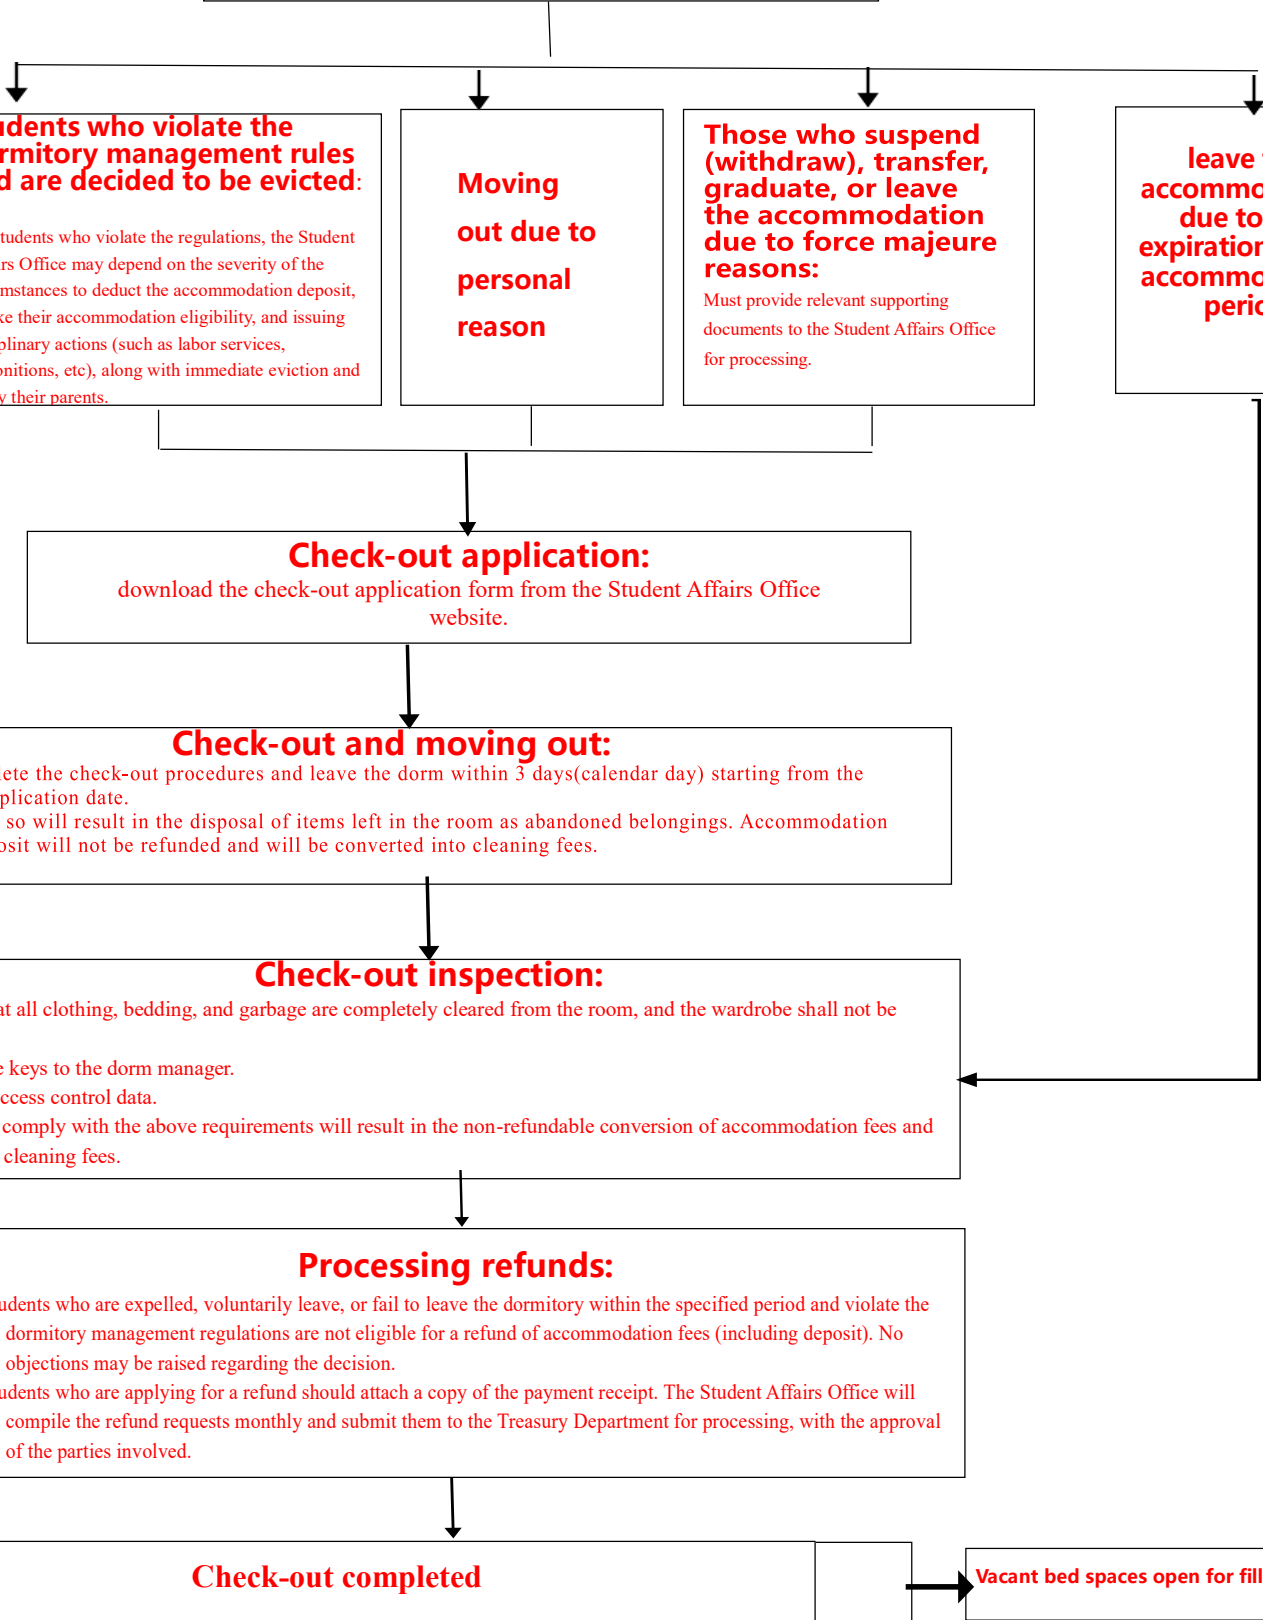 udents who violate the
rmitory management rules
d are decided to be evicted:
tudents who violate the regulations, the Student
rs Office may depend on the severity of the
mstances to deduct the accommodation deposit,
ke their accommodation eligibility, and issuing
plinary actions (such as labor services,
onitions, etc), along with immediate eviction and
y their parents.
Moving
out due to
personal
reason
Those who suspend
(withdraw), transfer,
graduate, or leave
the accommodation
due to force majeure
reasons:
Must provide relevant supporting
documents to the Student Affairs Office
for processing.
leave
accommo
due to
expiration
accommo
perio
Check-out application:
download the check-out application form from the Student Affairs Office
website.
Check-out and moving out:
lete the check-out procedures and leave the dorm within 3 days(calendar day) starting from the
plication date.
so will result in the disposal of items left in the room as abandoned belongings. Accommodation
osit will not be refunded and will be converted into cleaning fees.
Check-out inspection:
at all clothing, bedding, and garbage are completely cleared from the room, and the wardrobe shall not be
e keys to the dorm manager.
ccess control data.
comply with the above requirements will result in the non-refundable conversion of accommodation fees and
cleaning fees.
Processing refunds:
udents who are expelled, voluntarily leave, or fail to leave the dormitory within the specified period and violate the
dormitory management regulations are not eligible for a refund of accommodation fees (including deposit). No
objections may be raised regarding the decision.
udents who are applying for a refund should attach a copy of the payment receipt. The Student Affairs Office will
compile the refund requests monthly and submit them to the Treasury Department for processing, with the approval
of the parties involved.
Check-out completed
Vacant bed spaces open for fill